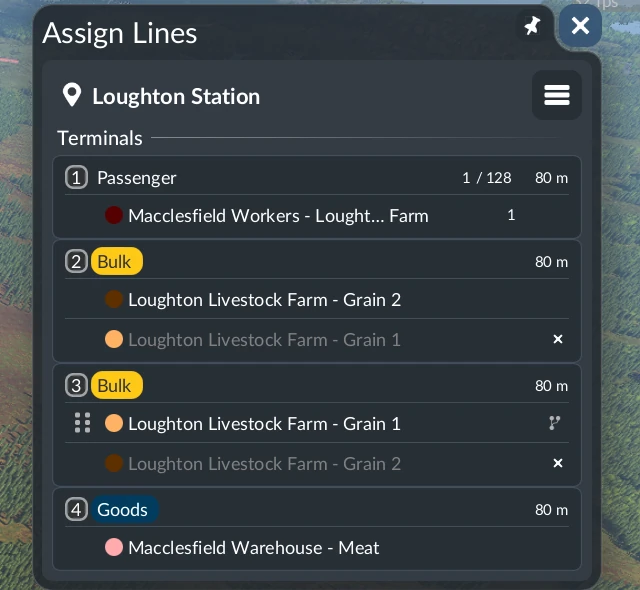 fps
Assign Lines
Loughton Station
Terminals
1 Passenger 1 / 128 80 m
Macclesfield Workers - Lought... Farm 1
2 Bulk 80 m
Loughton Livestock Farm - Grain 2
Loughton Livestock Farm - Grain 1
3 Bulk 80 m
Loughton Livestock Farm - Grain 1
Loughton Livestock Farm - Grain 2
4 Goods 80 m
Macclesfield Warehouse - Meat